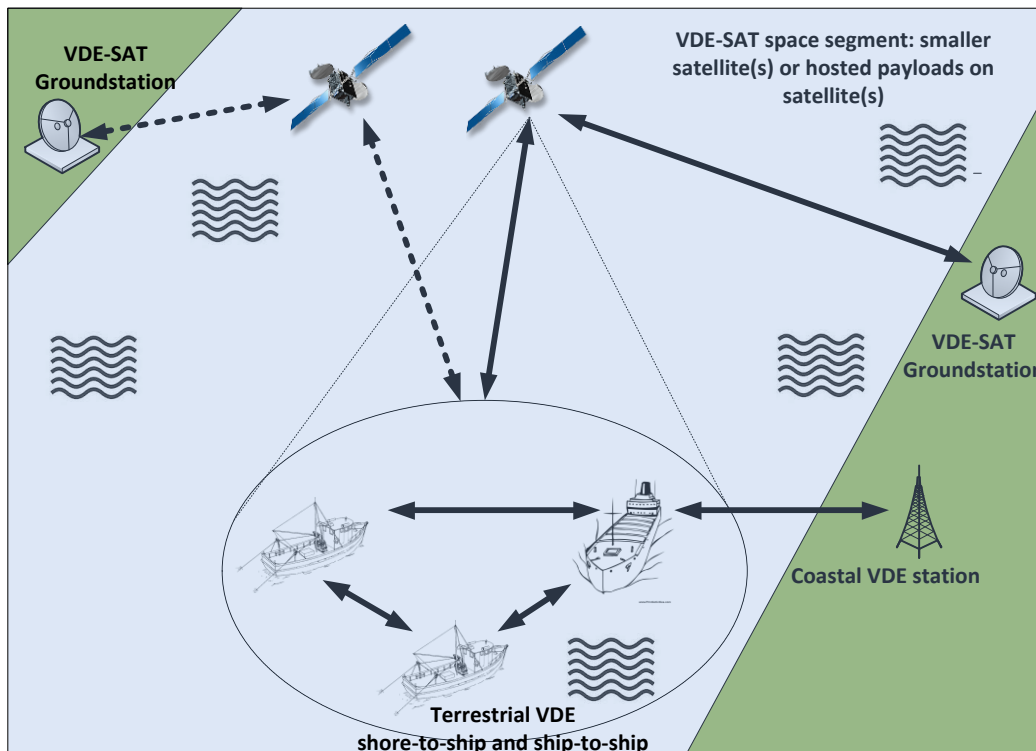 VDE-SAT
Groundstation
VDE-SAT space segment: smaller
satellite(s) or hosted payloads on
satellite(s)
VDE-SAT
Groundstation
Coastal VDE station
Terrestrial VDE
shore-to-ship and ship-to-ship